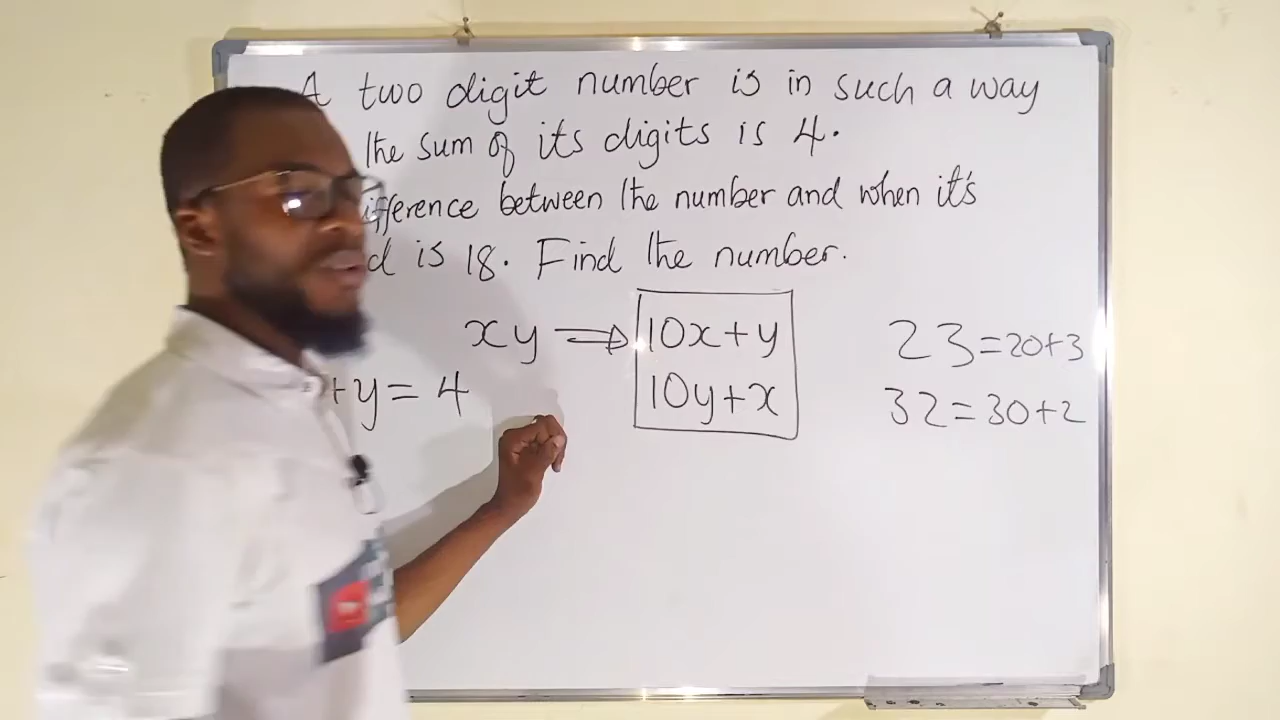 A two digit number is in such a way
the sum of its digits is 4.
ifference between the number and when it's
d is 18. Find the number.
xy ⇒ 10x+y
10y+x
+y = 4
23=20+3
32=30+2